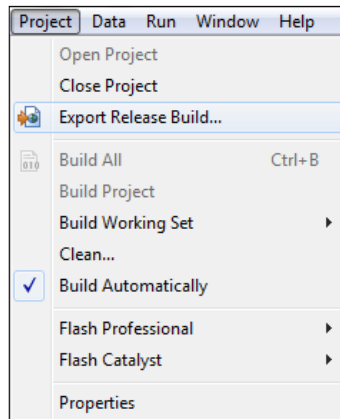 Project Data Run Window Help
Open Project
Close Project
Export Release Build...
010
Build All Ctrl+B
Build Project
Build Working Set
Clean...
Build Automatically
Flash Professional
Flash Catalyst
Properties